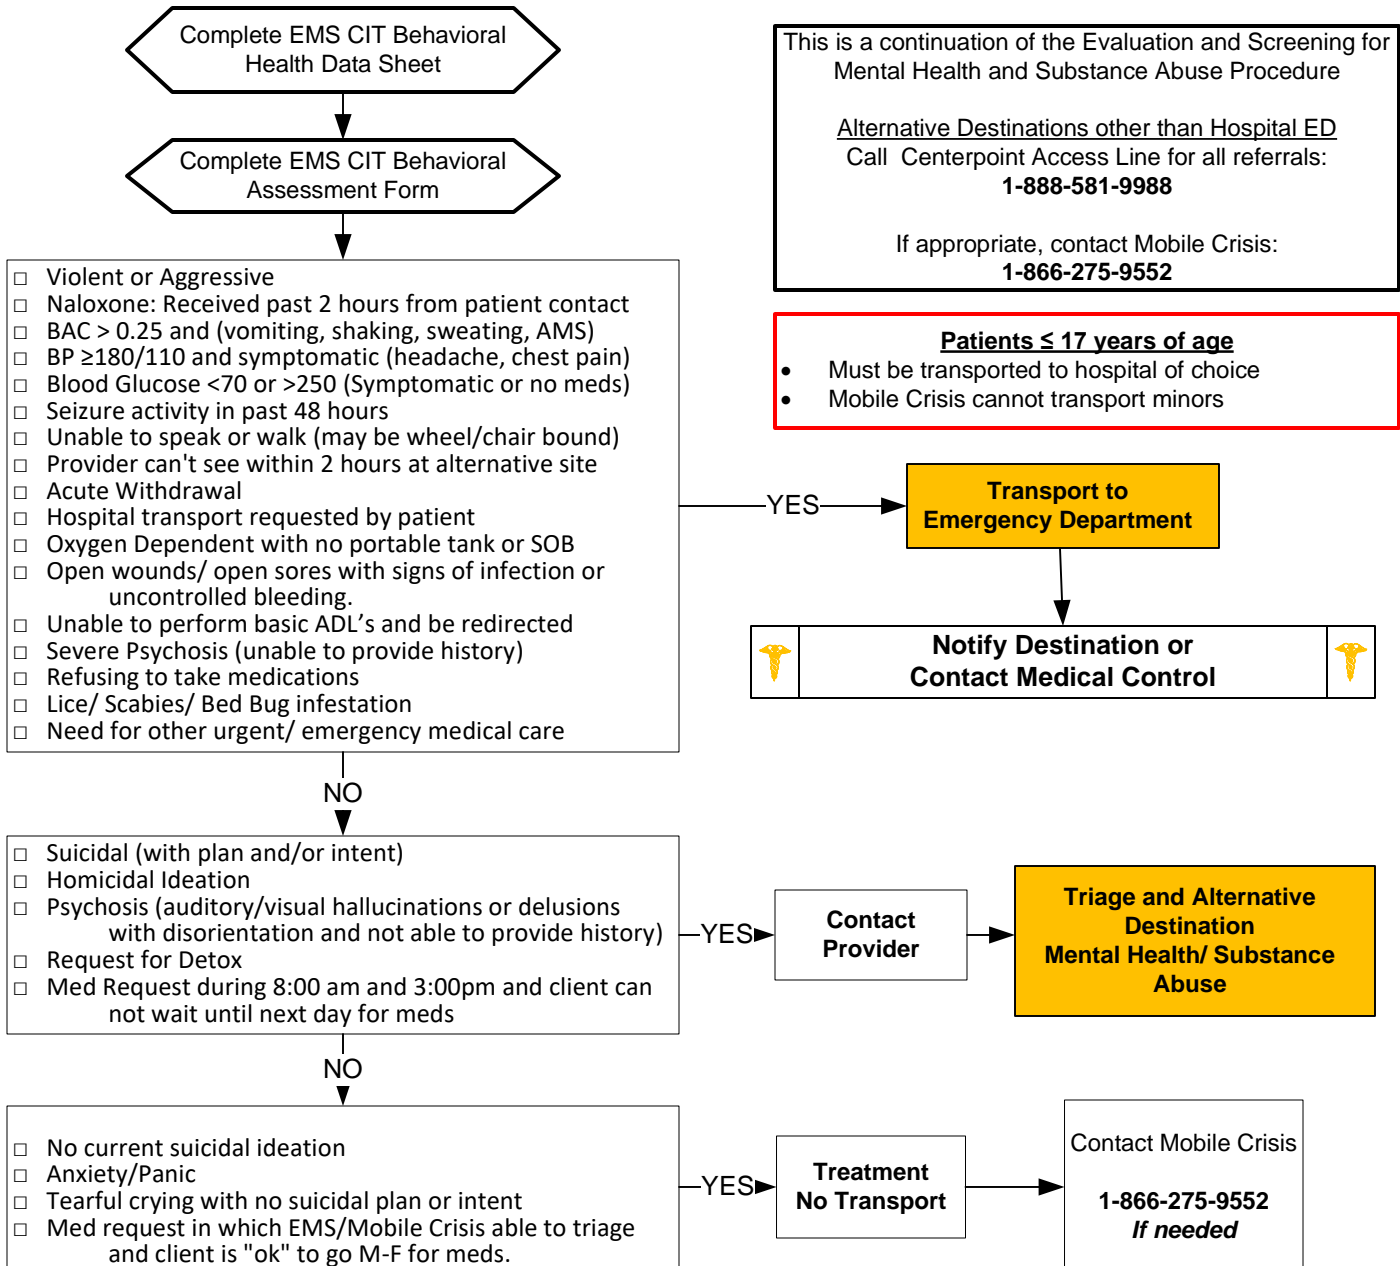 Complete EMS CIT Behavioral
Health Data Sheet
Complete EMS CIT Behavioral
Assessment Form
This is a continuation of the Evaluation and Screening for
Mental Health and Substance Abuse Procedure
Alternative Destinations other than Hospital ED
Call Centerpoint Access Line for all referrals:
1-888-581-9988
If appropriate, contact Mobile Crisis:
1-866-275-9552
Patients ≤ 17 years of age
• Must be transported to hospital of choice
• Mobile Crisis cannot transport minors
□ Violent or Aggressive
□ Naloxone: Received past 2 hours from patient contact
□ BAC > 0.25 and (vomiting, shaking, sweating, AMS)
□ BP ≥180/110 and symptomatic (headache, chest pain)
□ Blood Glucose <70 or >250 (Symptomatic or no meds)
□ Seizure activity in past 48 hours
□ Unable to speak or walk (may be wheel/chair bound)
□ Provider can't see within 2 hours at alternative site
□ Acute Withdrawal
□ Hospital transport requested by patient
□ Oxygen Dependent with no portable tank or SOB
□ Open wounds/ open sores with signs of infection or
uncontrolled bleeding.
□ Unable to perform basic ADL's and be redirected
□ Severe Psychosis (unable to provide history)
□ Refusing to take medications
□ Lice/ Scabies/ Bed Bug infestation
□ Need for other urgent/ emergency medical care
YES
Transport to
Emergency Department
Notify Destination or
Contact Medical Control
NO
□ Suicidal (with plan and/or intent)
□ Homicidal Ideation
□ Psychosis (auditory/visual hallucinations or delusions
with disorientation and not able to provide history)
□ Request for Detox
□ Med Request during 8:00 am and 3:00pm and client can
not wait until next day for meds
YES
Contact
Provider
Triage and Alternative
Destination
Mental Health/ Substance
Abuse
NO
□ No current suicidal ideation
□ Anxiety/Panic
□ Tearful crying with no suicidal plan or intent
□ Med request in which EMS/Mobile Crisis able to triage
and client is "ok" to go M-F for meds.
YES
Treatment
No Transport
Contact Mobile Crisis
1-866-275-9552
If needed